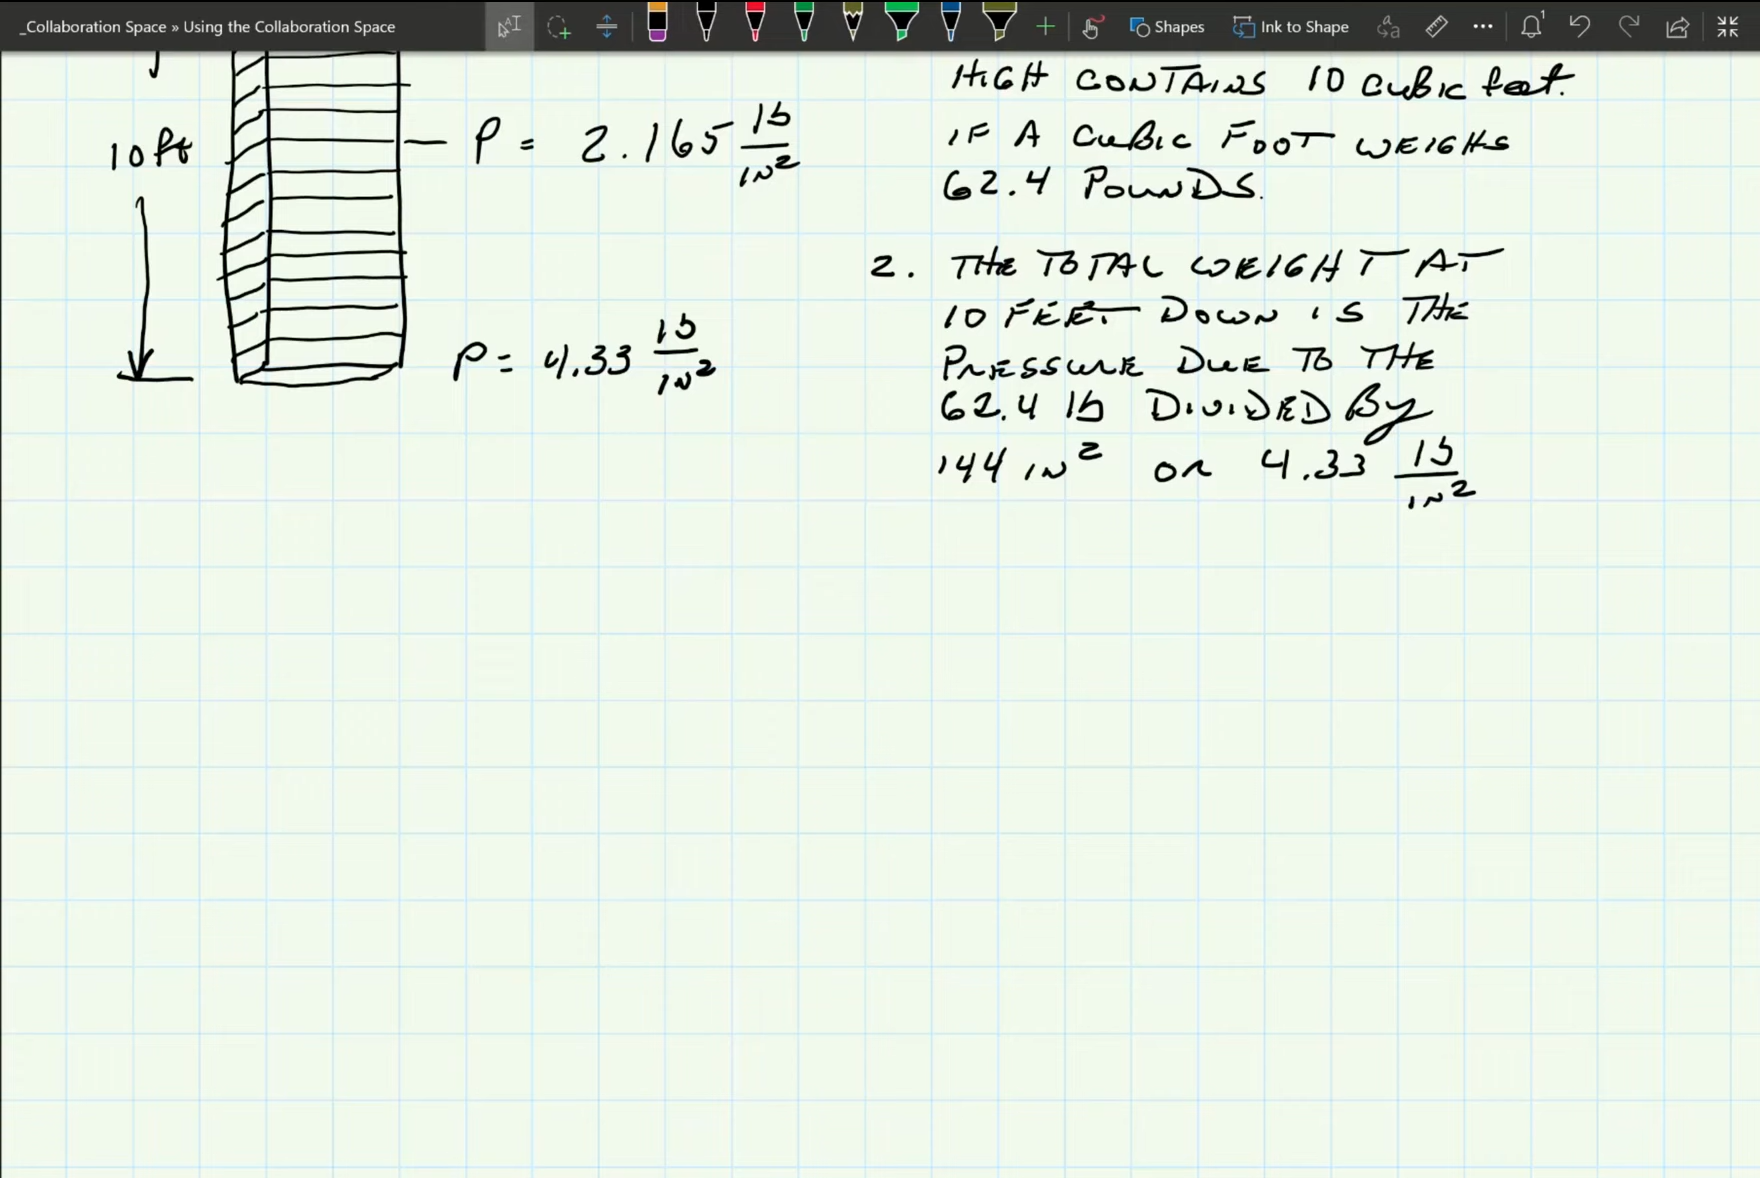 _Collaboration Space » Using the Collaboration Space
Shapes
Ink to Shape
1
10 ft
P = 2.165 lb/in²
P = 4.33 lb/in²
HIGH CONTAINS 10 cubic feet.
IF A CUBIC FOOT WEIGHS
62.4 POUNDS.
2. THE TOTAL WEIGHT AT
10 FEET DOWN IS THE
PRESSURE DUE TO THE
62.4 lb DIVIDED By
144 IN² OR 4.33 lb/IN²